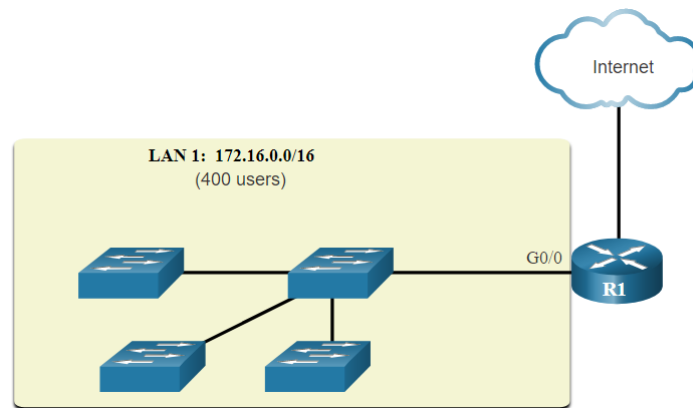 Internet
LAN 1: 172.16.0.0/16
(400 users)
G0/0
R1